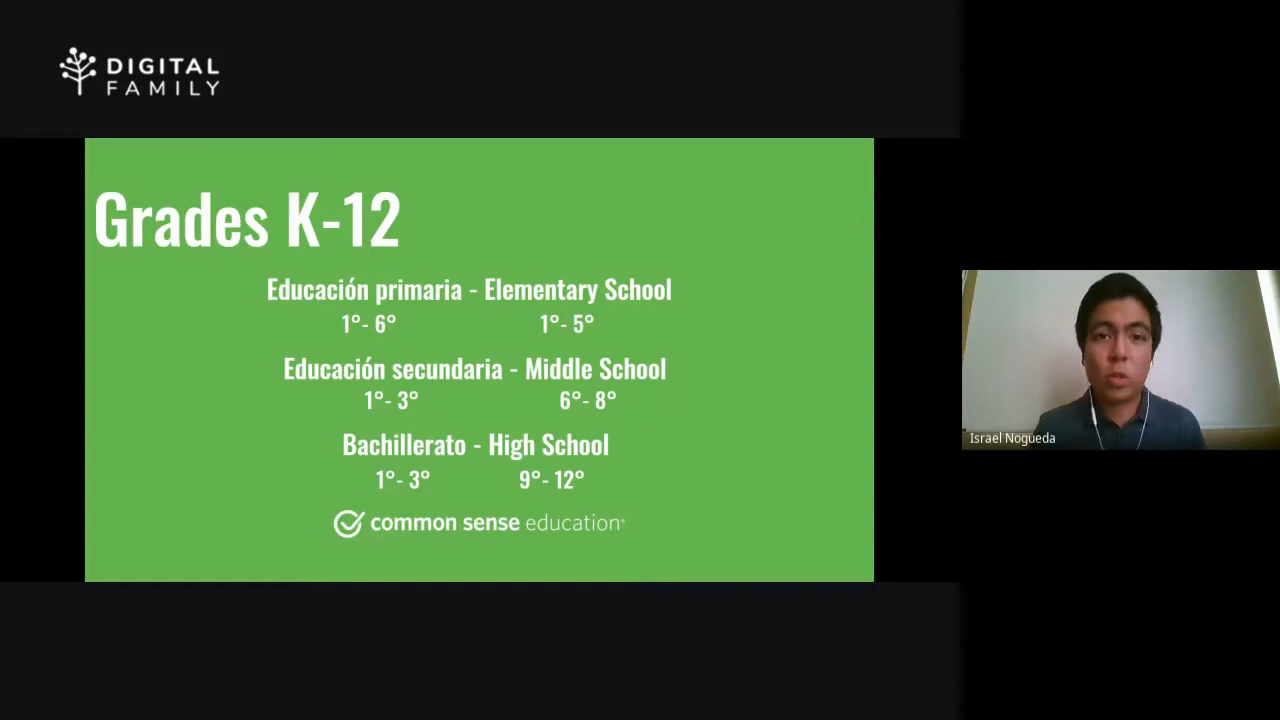 DIGITAL
FAMILY
Grades K-12
Educación primaria - Elementary School
1°- 6° 1°- 5°
Educación secundaria - Middle School
1°- 3° 6°- 8°
Bachillerato - High School
1°- 3° 9°- 12°
common sense education®
Israel Nogueda